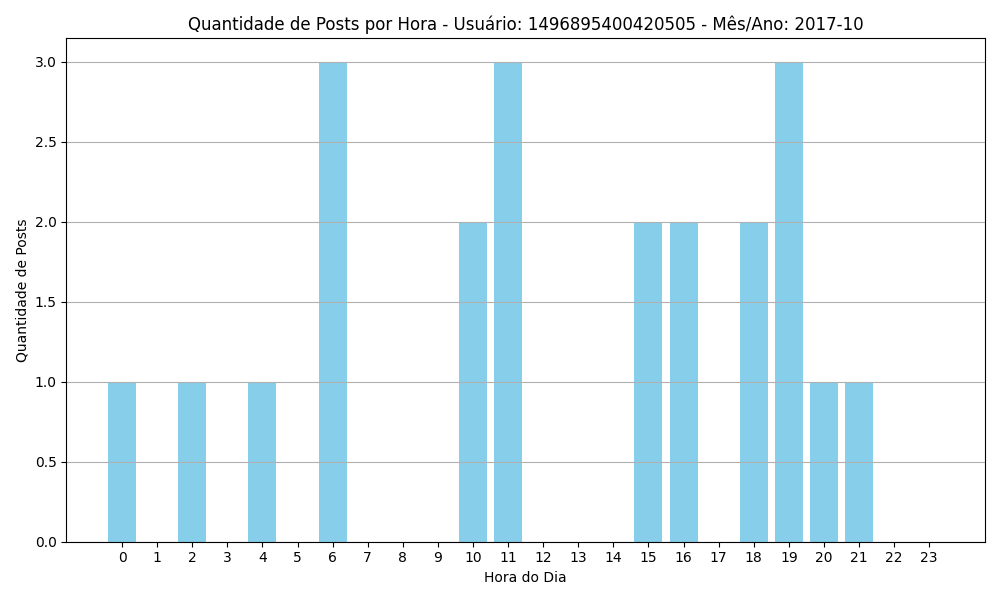 Quantidade de Posts por Hora - Usuário: 1496895400420505 - Mês/Ano: 2017-10
3.0
2.5
2.0
1.5
1.0
0.5
0.0
Quantidade de Posts
0 1 2 3 4 5 6 7 8 9 10 11 12 13 14 15 16 17 18 19 20 21 22 23
Hora do Dia